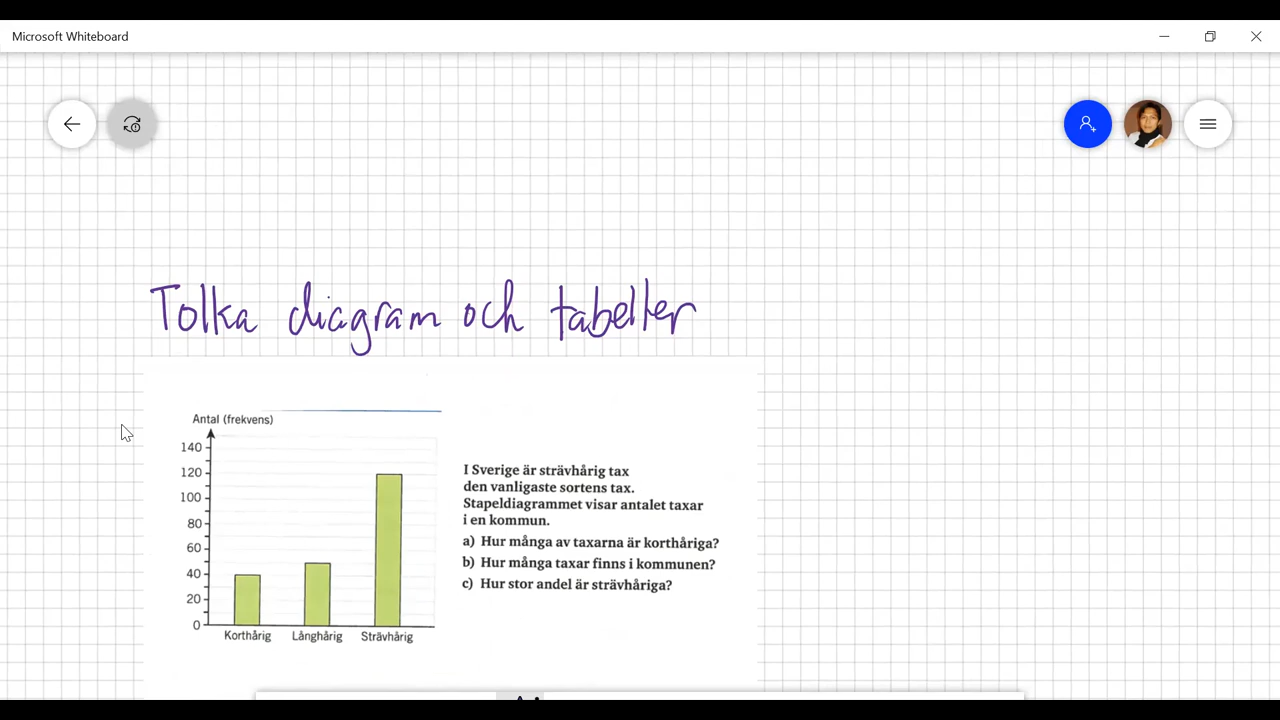 Microsoft Whiteboard
Tolka diagram och tabeller
Antal (frekvens)
140
120
100
80
60
40
20
0
Korthårig Långhårig Strävhårig
I Sverige är strävhårig tax
den vanligaste sortens tax.
Stapeldiagrammet visar antalet taxar
i en kommun.
a) Hur många av taxarna är korthåriga?
b) Hur många taxar finns i kommunen?
c) Hur stor andel är strävhåriga?